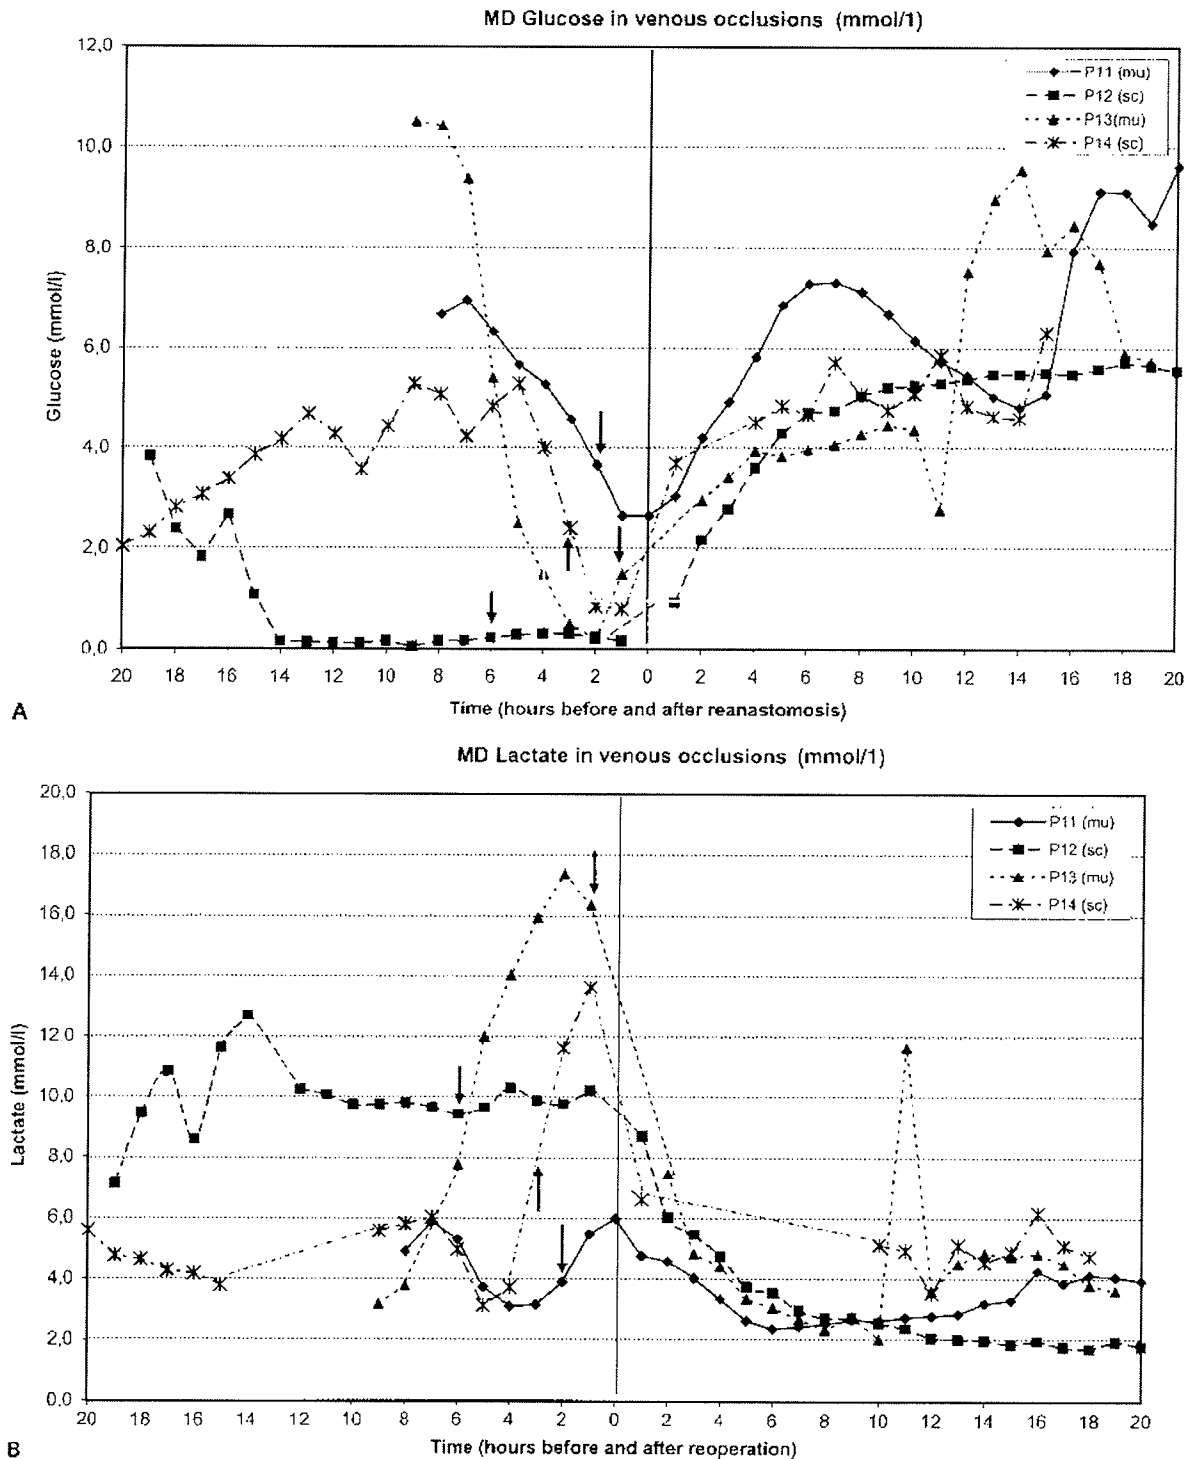 MD Glucose in venous occlusions (mmol/1)
12,0
10,0
8,0
6,0
4,0
2,0
0,0
Glucose (mmol/l)
P11 (mu)
P12 (sc)
P13(mu)
P14 (sc)
20 18 16 14 12 10 8 6 4 2 0 2 4 6 8 10 12 14 16 18 20
A
Time (hours before and after reanastomosis)
MD Lactate in venous occlusions (mmol/1)
20,0
18,0
16,0
14,0
12,0
10,0
8,0
6,0
4,0
2,0
0,0
Lactate (mmol/l)
P11 (mu)
P12 (sc)
P13 (mu)
P14 (sc)
20 18 16 14 12 10 8 6 4 2 0 2 4 6 8 10 12 14 16 18 20
B
Time (hours before and after reoperation)